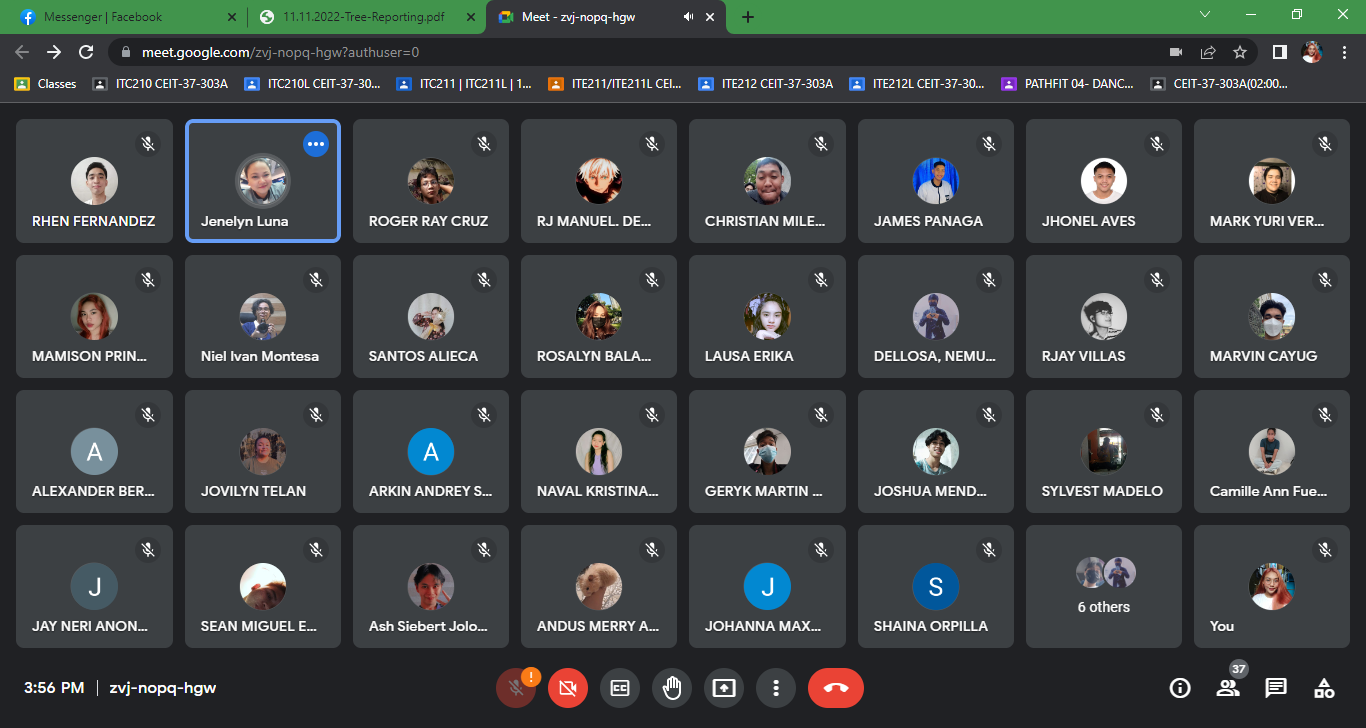 Messenger | Facebook
11.11.2022-Tree-Reporting.pdf
Meet - zvj-nopq-hgw
meet.google.com/zvj-nopq-hgw?authuser=0
Classes
ITC210 CEIT-37-303A
ITC210L CEIT-37-30...
ITC211 | ITC211L | 1...
ITE211/ITE211L CEI...
ITE212 CEIT-37-303A
ITE212L CEIT-37-30...
PATHFIT 04- DANC...
CEIT-37-303A(02:00...
RHEN FERNANDEZ
Jenelyn Luna
ROGER RAY CRUZ
RJ MANUEL. DE...
CHRISTIAN MILE...
JAMES PANAGA
JHONEL AVES
MARK YURI VER...
MAMISON PRIN...
Niel Ivan Montesa
SANTOS ALIECA
ROSALYN BALA...
LAUSA ERIKA
DELLOSA, NEMU...
RJAY VILLAS
MARVIN CAYUG
A
ALEXANDER BER...
JOVILYN TELAN
A
ARKIN ANDREY S...
NAVAL KRISTINA...
GERYK MARTIN ...
JOSHUA MEND...
SYLVEST MADELO
Camille Ann Fue...
J
JAY NERI ANON...
SEAN MIGUEL E...
Ash Siebert Jolo...
ANDUS MERRY A...
J
JOHANNA MAX...
S
SHAINA ORPILLA
6 others
You
3:56 PM | zvj-nopq-hgw
!
CC
37